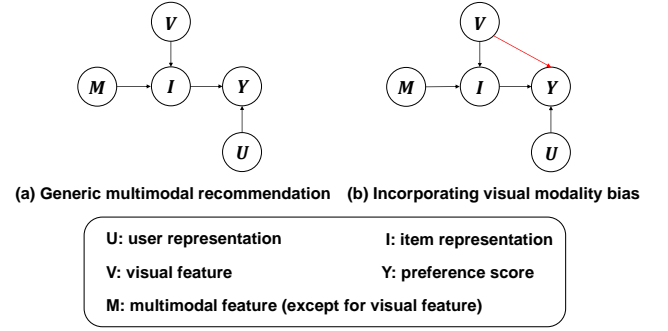 V
V
M
I
Y
M
I
Y
U
U
(a) Generic multimodal recommendation
(b) Incorporating visual modality bias
U: user representation
I: item representation
V: visual feature
Y: preference score
M: multimodal feature (except for visual feature)